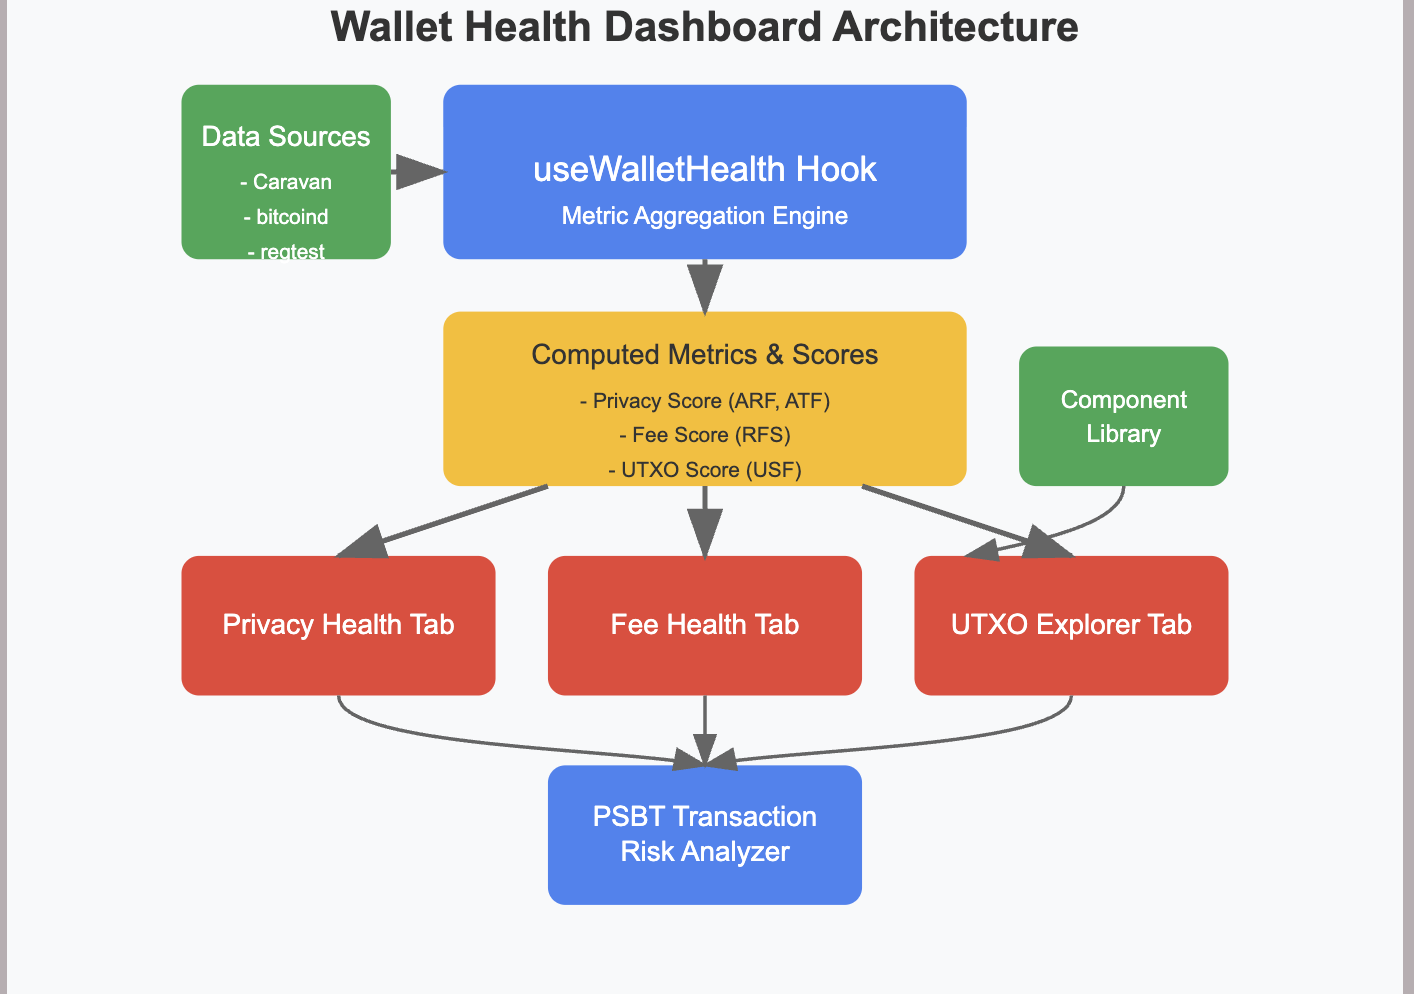 Wallet Health Dashboard Architecture
Data Sources
- Caravan
- bitcoind
- regtest
useWalletHealth Hook
Metric Aggregation Engine
Computed Metrics & Scores
- Privacy Score (ARF, ATF)
- Fee Score (RFS)
- UTXO Score (USF)
Component
Library
Privacy Health Tab
Fee Health Tab
UTXO Explorer Tab
PSBT Transaction
Risk Analyzer